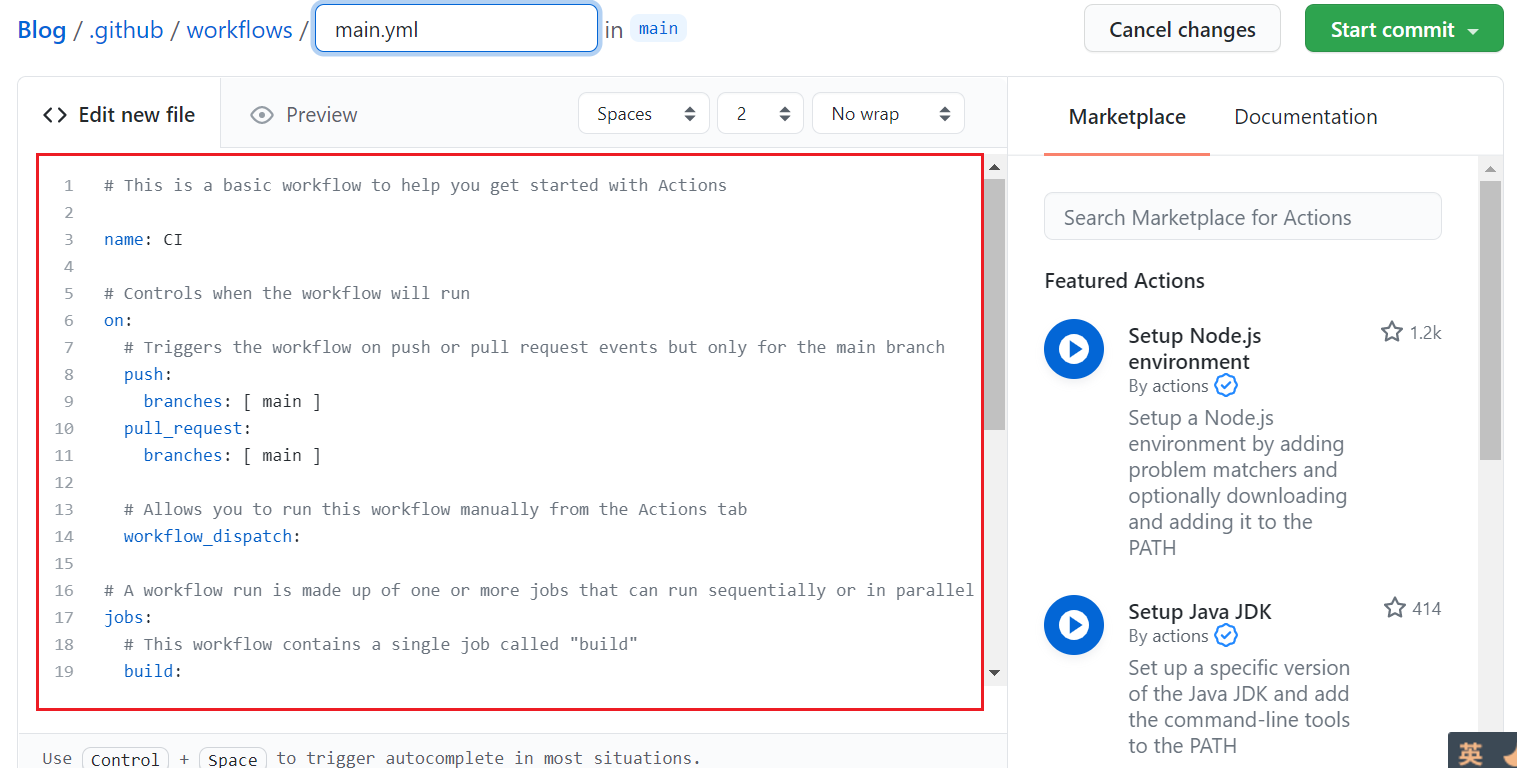 Blog / .github / workflows / main.yml in main Cancel changes Start commit
<> Edit new file Preview Spaces 2 No wrap
1 # This is a basic workflow to help you get started with Actions
2
3 name: CI
4
5 # Controls when the workflow will run
6 on:
7 # Triggers the workflow on push or pull request events but only for the main branch
8 push:
9 branches: [ main ]
10 pull_request:
11 branches: [ main ]
12
13 # Allows you to run this workflow manually from the Actions tab
14 workflow_dispatch:
15
16 # A workflow run is made up of one or more jobs that can run sequentially or in parallel
17 jobs:
18 # This workflow contains a single job called "build"
19 build:
Use Control + Space to trigger autocomplete in most situations.
Marketplace Documentation
Search Marketplace for Actions
Featured Actions
Setup Node.js 1.2k
environment
By actions
Setup a Node.js
environment by adding
problem matchers and
optionally downloading
and adding it to the
PATH
Setup Java JDK 414
By actions
Set up a specific version
of the Java JDK and add
the command-line tools
to the PATH
英